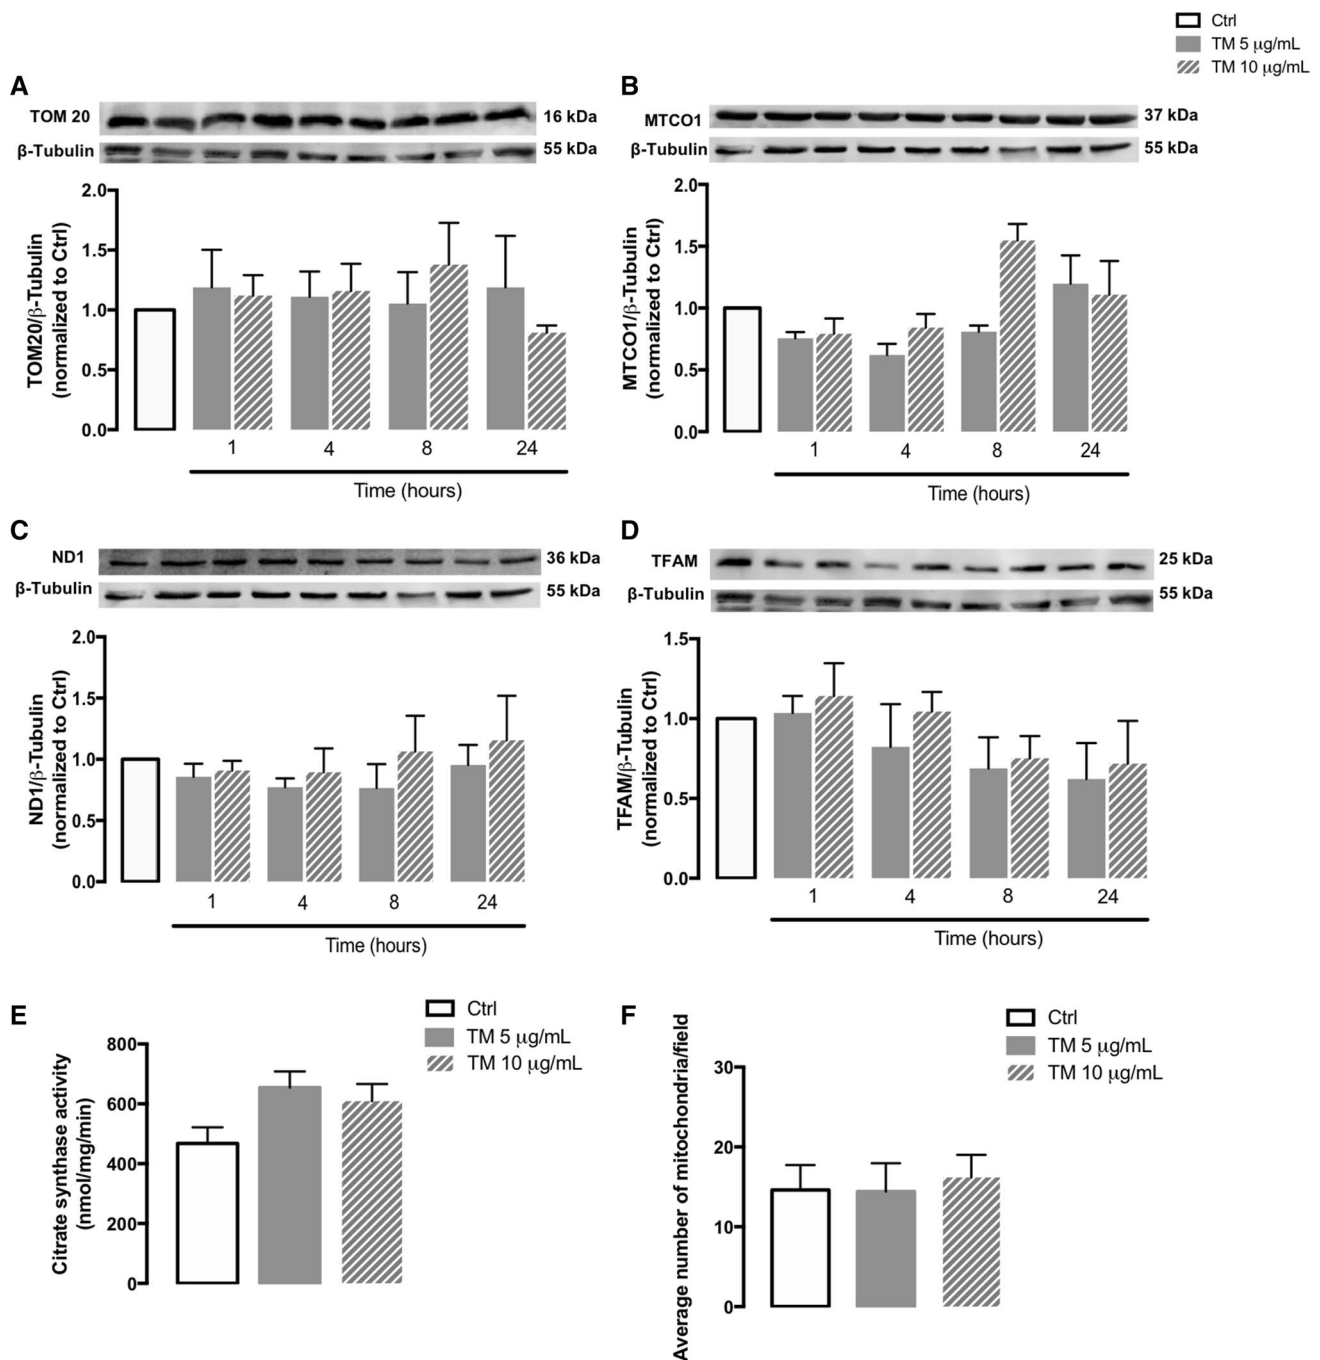 Ctrl
TM 5 μg/mL
TM 10 μg/mL
A
TOM 20
16 kDa
β-Tubulin
55 kDa
TOM20/β-Tubulin
(normalized to Ctrl)
2.0
1.5
1.0
0.5
0.0
1 4 8 24
Time (hours)
B
MTCO1
37 kDa
β-Tubulin
55 kDa
MTCO1/β-Tubulin
(normalized to Ctrl)
2.0
1.5
1.0
0.5
0.0
1 4 8 24
Time (hours)
C
ND1
36 kDa
β-Tubulin
55 kDa
ND1/β-Tubulin
(normalized to Ctrl)
2.0
1.5
1.0
0.5
0.0
1 4 8 24
Time (hours)
D
TFAM
25 kDa
β-Tubulin
55 kDa
TFAM/β-Tubulin
(normalized to Ctrl)
1.5
1.0
0.5
0.0
1 4 8 24
Time (hours)
E
Ctrl
TM 5 μg/mL
TM 10 μg/mL
Citrate synthase activity
(nmol/mg/min)
800
600
400
200
0
F
Ctrl
TM 5 μg/mL
TM 10 μg/mL
Average number of mitochondria/field
30
20
10
0